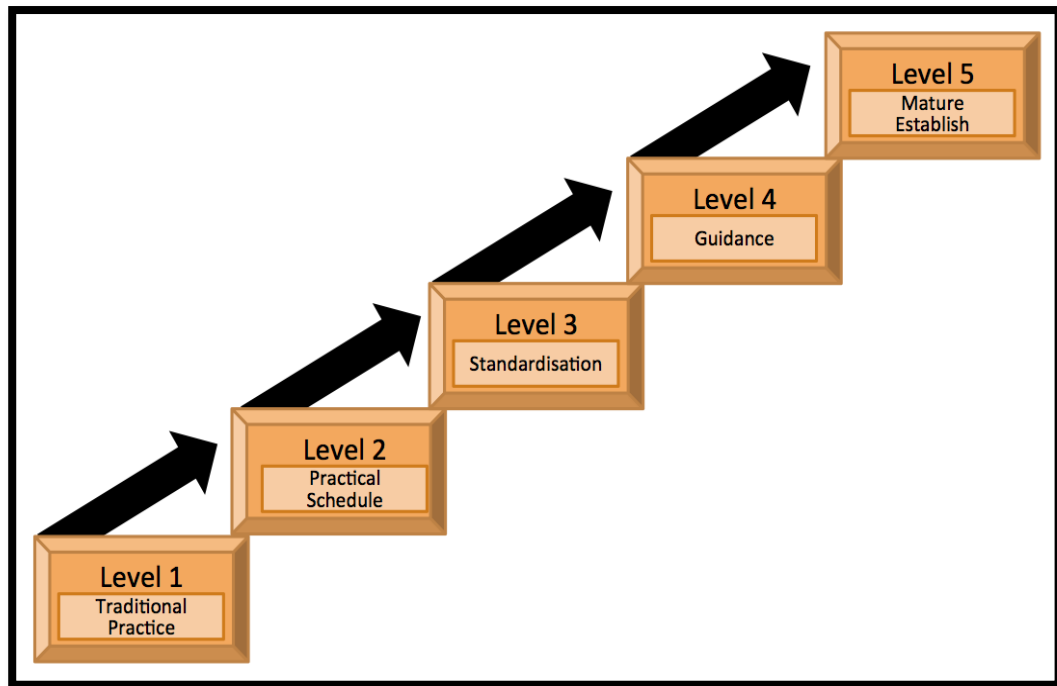 Level 5
Mature
Establish
Level 4
Guidance
Level 3
Standardisation
Level 2
Practical
Schedule
Level 1
Traditional
Practice